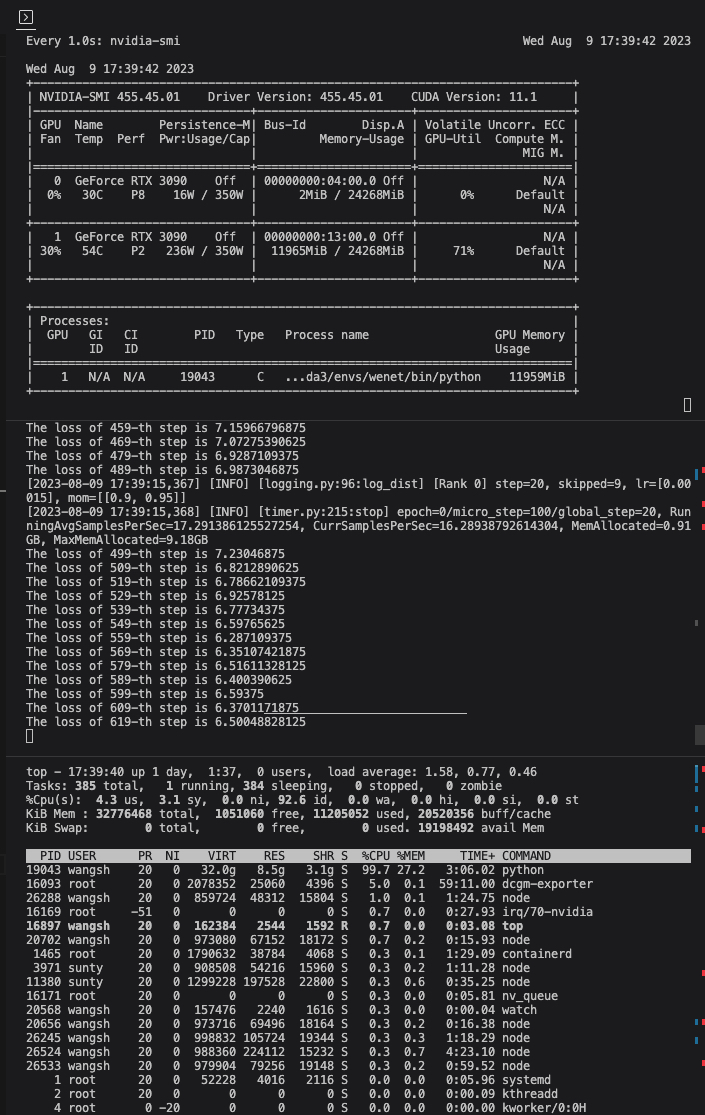 Every 1.0s: nvidia-smi                                                Wed Aug  9 17:39:42 2023
Wed Aug  9 17:39:42 2023
+-----------------------------------------------------------------------------+
| NVIDIA-SMI 455.45.01    Driver Version: 455.45.01    CUDA Version: 11.1     |
|-------------------------------+----------------------+----------------------+
| GPU  Name        Persistence-M| Bus-Id        Disp.A | Volatile Uncorr. ECC |
| Fan  Temp  Perf  Pwr:Usage/Cap|         Memory-Usage | GPU-Util  Compute M. |
|                               |                      |               MIG M. |
|===============================+======================+======================|
|   0  GeForce RTX 3090    Off  | 00000000:04:00.0 Off |                  N/A |
|  0%   30C    P8    16W / 350W |      2MiB / 24268MiB |      0%      Default |
|                               |                      |                  N/A |
+-------------------------------+----------------------+----------------------+
|   1  GeForce RTX 3090    Off  | 00000000:13:00.0 Off |                  N/A |
| 30%   54C    P2   236W / 350W |  11965MiB / 24268MiB |     71%      Default |
|                               |                      |                  N/A |
+-------------------------------+----------------------+----------------------+
+-----------------------------------------------------------------------------+
| Processes:                                                                  |
|  GPU   GI   CI        PID   Type   Process name                  GPU Memory |
|        ID   ID                                                   Usage      |
|=============================================================================|
|    1   N/A  N/A     19043      C   ...da3/envs/wenet/bin/python    11959MiB |
+-----------------------------------------------------------------------------+
The loss of 459-th step is 7.15966796875
The loss of 469-th step is 7.07275390625
The loss of 479-th step is 6.9287109375
The loss of 489-th step is 6.9873046875
[2023-08-09 17:39:15,367] [INFO] [logging.py:96:log_dist] [Rank 0] step=20, skipped=9, lr=[0.00
015], mom=[[0.9, 0.95]]
[2023-08-09 17:39:15,368] [INFO] [timer.py:215:stop] epoch=0/micro_step=100/global_step=20, Run
ningAvgSamplesPerSec=17.291386125527254, CurrSamplesPerSec=16.28938792614304, MemAllocated=0.91
GB, MaxMemAllocated=9.18GB
The loss of 499-th step is 7.23046875
The loss of 509-th step is 6.8212890625
The loss of 519-th step is 6.78662109375
The loss of 529-th step is 6.92578125
The loss of 539-th step is 6.77734375
The loss of 549-th step is 6.59765625
The loss of 559-th step is 6.287109375
The loss of 569-th step is 6.35107421875
The loss of 579-th step is 6.51611328125
The loss of 589-th step is 6.400390625
The loss of 599-th step is 6.59375
The loss of 609-th step is 6.3701171875
The loss of 619-th step is 6.50048828125
top - 17:39:40 up 1 day,  1:37,  0 users,  load average: 1.58, 0.77, 0.46
Tasks: 385 total,   1 running, 384 sleeping,   0 stopped,   0 zombie
%Cpu(s):  4.3 us,  3.1 sy,  0.0 ni, 92.6 id,  0.0 wa,  0.0 hi,  0.0 si,  0.0 st
KiB Mem : 32776468 total,  1051060 free, 11205052 used, 20520356 buff/cache
KiB Swap:        0 total,        0 free,        0 used. 19198492 avail Mem
  PID USER      PR  NI    VIRT    RES    SHR S  %CPU %MEM     TIME+ COMMAND
19043 wangsh    20   0   32.0g   8.5g   3.1g S  99.7 27.2   3:06.02 python
16093 root      20   0 2078352  25060   4396 S   5.0  0.1  59:11.00 dcgm-exporter
26288 wangsh    20   0  859724  48312  15804 S   1.0  0.1   1:24.75 node
16169 root     -51   0       0      0      0 S   0.7  0.0   0:27.93 irq/70-nvidia
16897 wangsh    20   0  162384   2544   1592 R   0.7  0.0   0:03.08 top
20702 wangsh    20   0  973080  67152  18172 S   0.7  0.2   0:15.93 node
 1465 root      20   0 1790632  38784   4068 S   0.3  0.1   1:29.09 containerd
 3971 sunty     20   0  908508  54216  15960 S   0.3  0.2   1:11.28 node
11380 sunty     20   0 1299228 197528  22800 S   0.3  0.6   0:35.25 node
16171 root      20   0       0      0      0 S   0.3  0.0   0:05.81 nv_queue
20568 wangsh    20   0  157476   2240   1616 S   0.3  0.0   0:00.04 watch
20656 wangsh    20   0  973716  69496  18164 S   0.3  0.2   0:16.38 node
26245 wangsh    20   0  998832 105724  19344 S   0.3  0.3   1:18.29 node
26524 wangsh    20   0  988360 224112  15232 S   0.3  0.7   4:23.10 node
26533 wangsh    20   0  979904  79256  19148 S   0.3  0.2   0:59.52 node
    1 root      20   0   52228   4016   2116 S   0.0  0.0   0:05.96 systemd
    2 root      20   0       0      0      0 S   0.0  0.0   0:00.09 kthreadd
    4 root       0 -20       0      0      0 S   0.0  0.0   0:00.00 kworker/0:0H